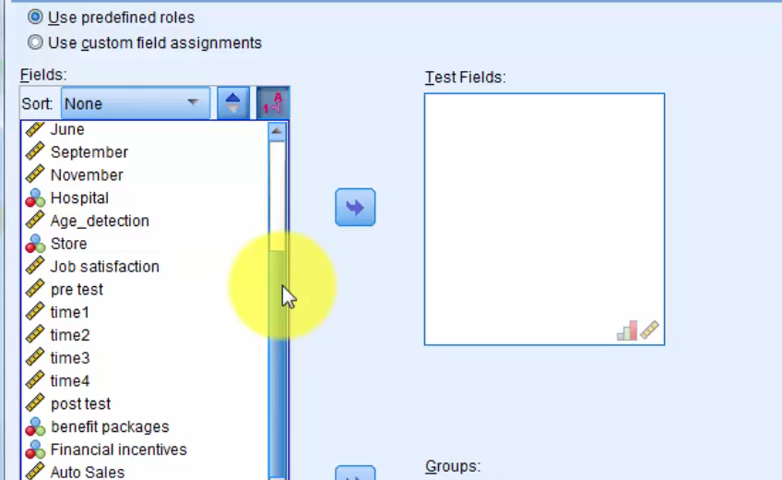 Use predefined roles
Use custom field assignments
Fields:
Test Fields:
Sort: None
June
September
November
Hospital
Age_detection
Store
Job satisfaction
pre test
time1
time2
time3
time4
post test
benefit packages
Financial incentives
Auto Sales
Groups: